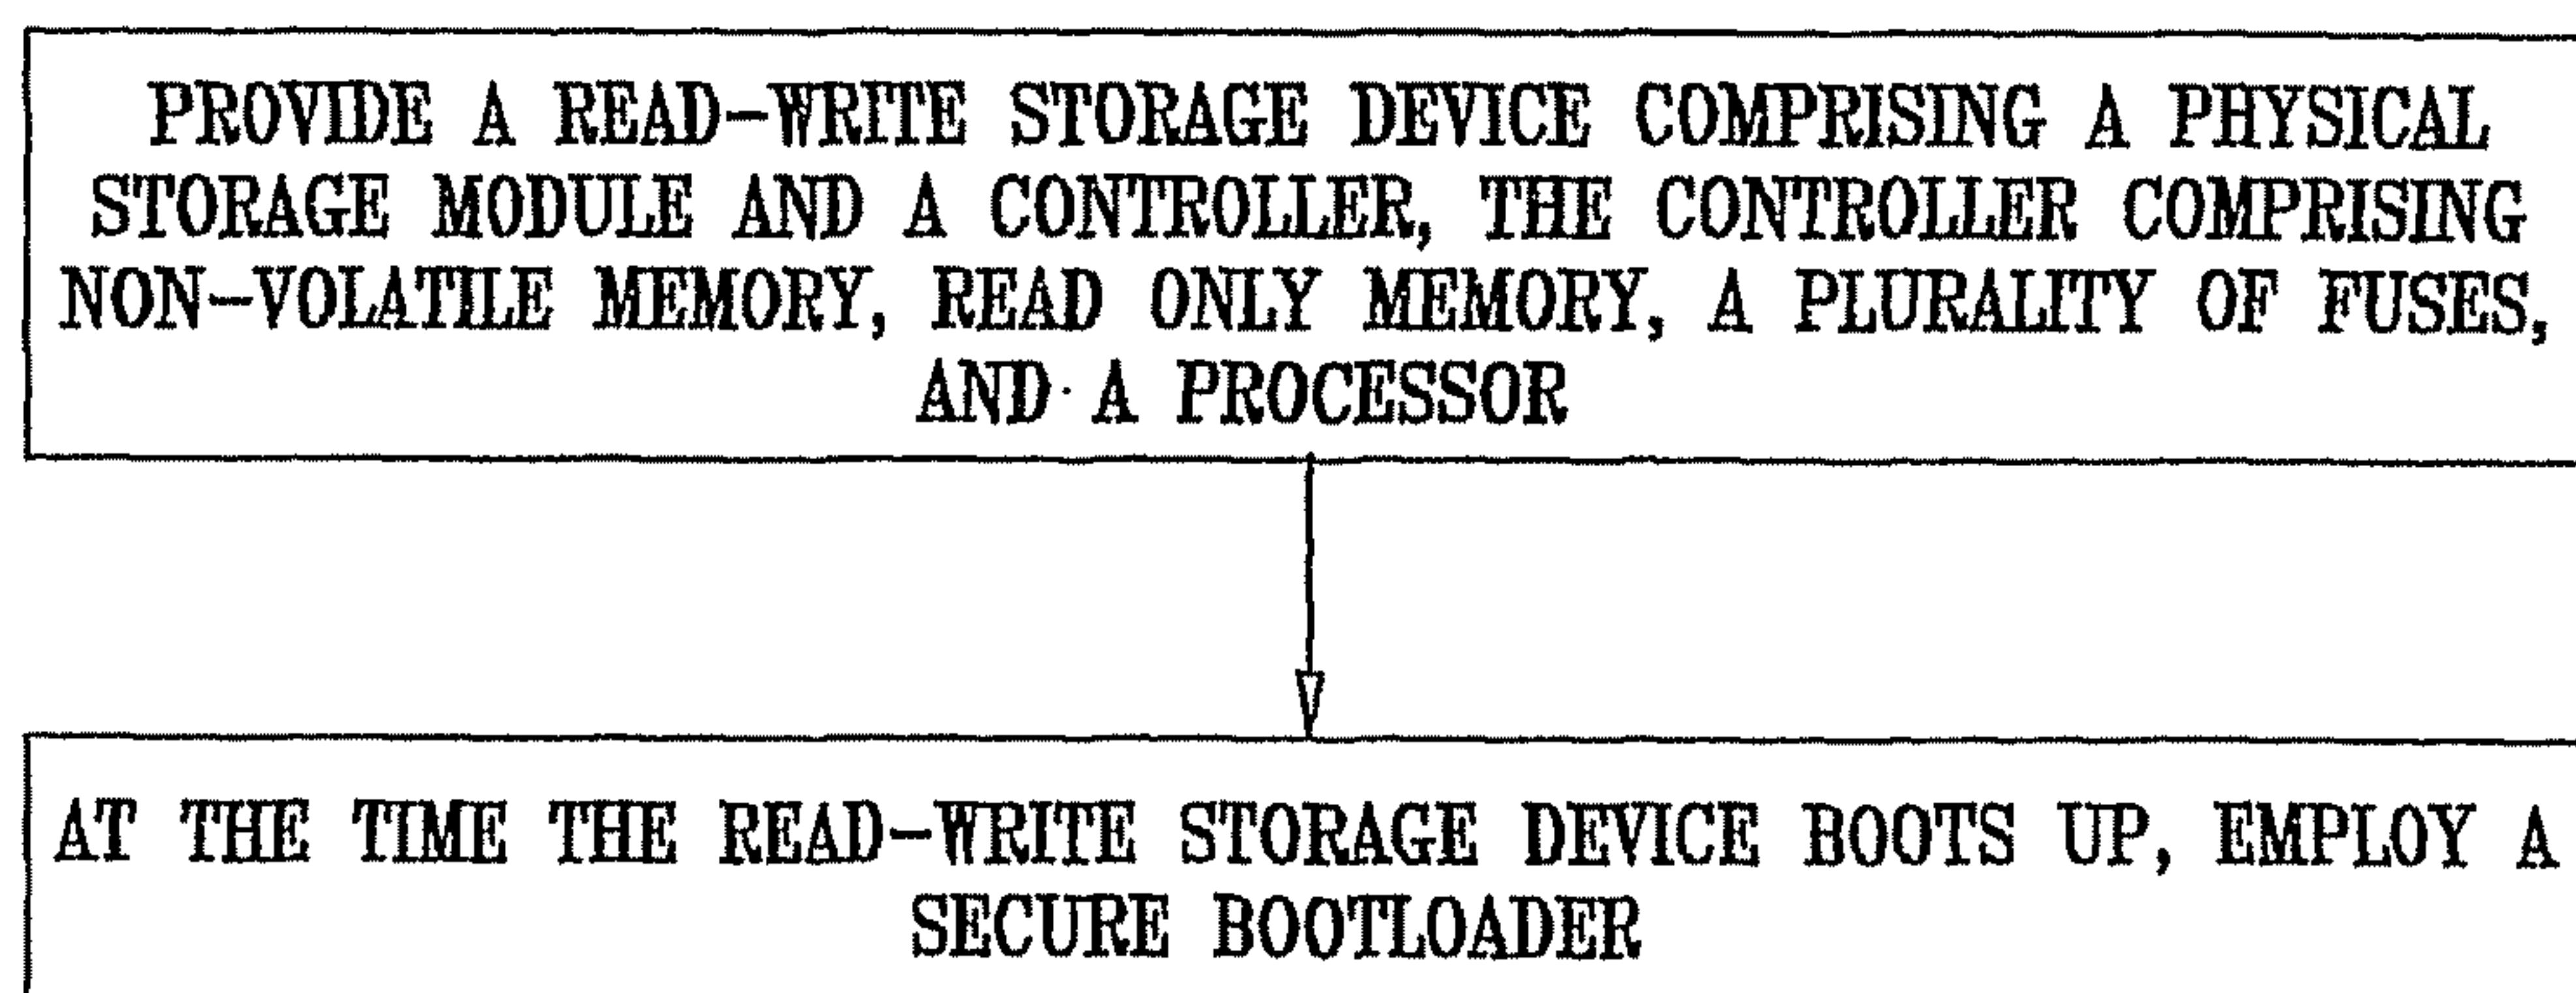 PROVIDE A READ-WRITE STORAGE DEVICE COMPRISING A PHYSICAL
STORAGE MODULE AND A CONTROLLER, THE CONTROLLER COMPRISING
NON-VOLATILE MEMORY, READ ONLY MEMORY, A PLURALITY OF FUSES,
AND A PROCESSOR
AT THE TIME THE READ-WRITE STORAGE DEVICE BOOTS UP, EMPLOY A
SECURE BOOTLOADER